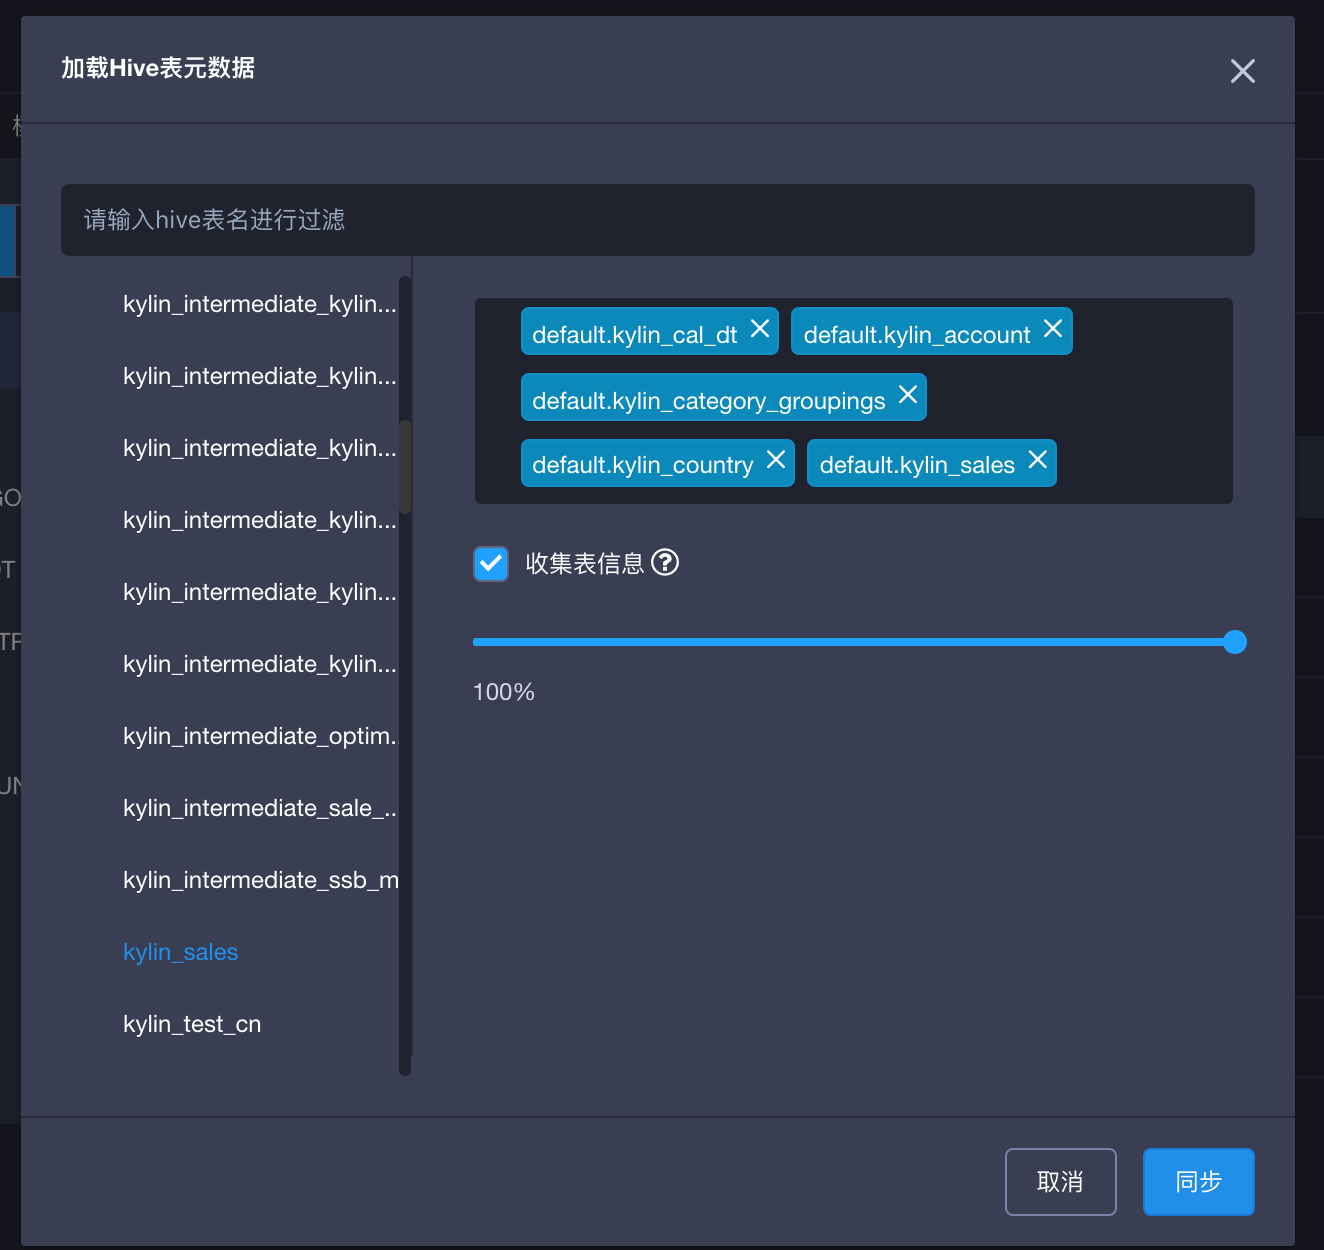 加载Hive表元数据
请输入hive表名进行过滤
kylin_intermediate_kylin...
kylin_intermediate_kylin...
kylin_intermediate_kylin...
kylin_intermediate_kylin...
kylin_intermediate_kylin...
kylin_intermediate_kylin...
kylin_intermediate_optim..
kylin_intermediate_sale_...
kylin_intermediate_ssb_m
kylin_sales
kylin_test_cn
default.kylin_cal_dt default.kylin_account
default.kylin_category_groupings
default.kylin_country default.kylin_sales
收集表信息
100%
取消 同步